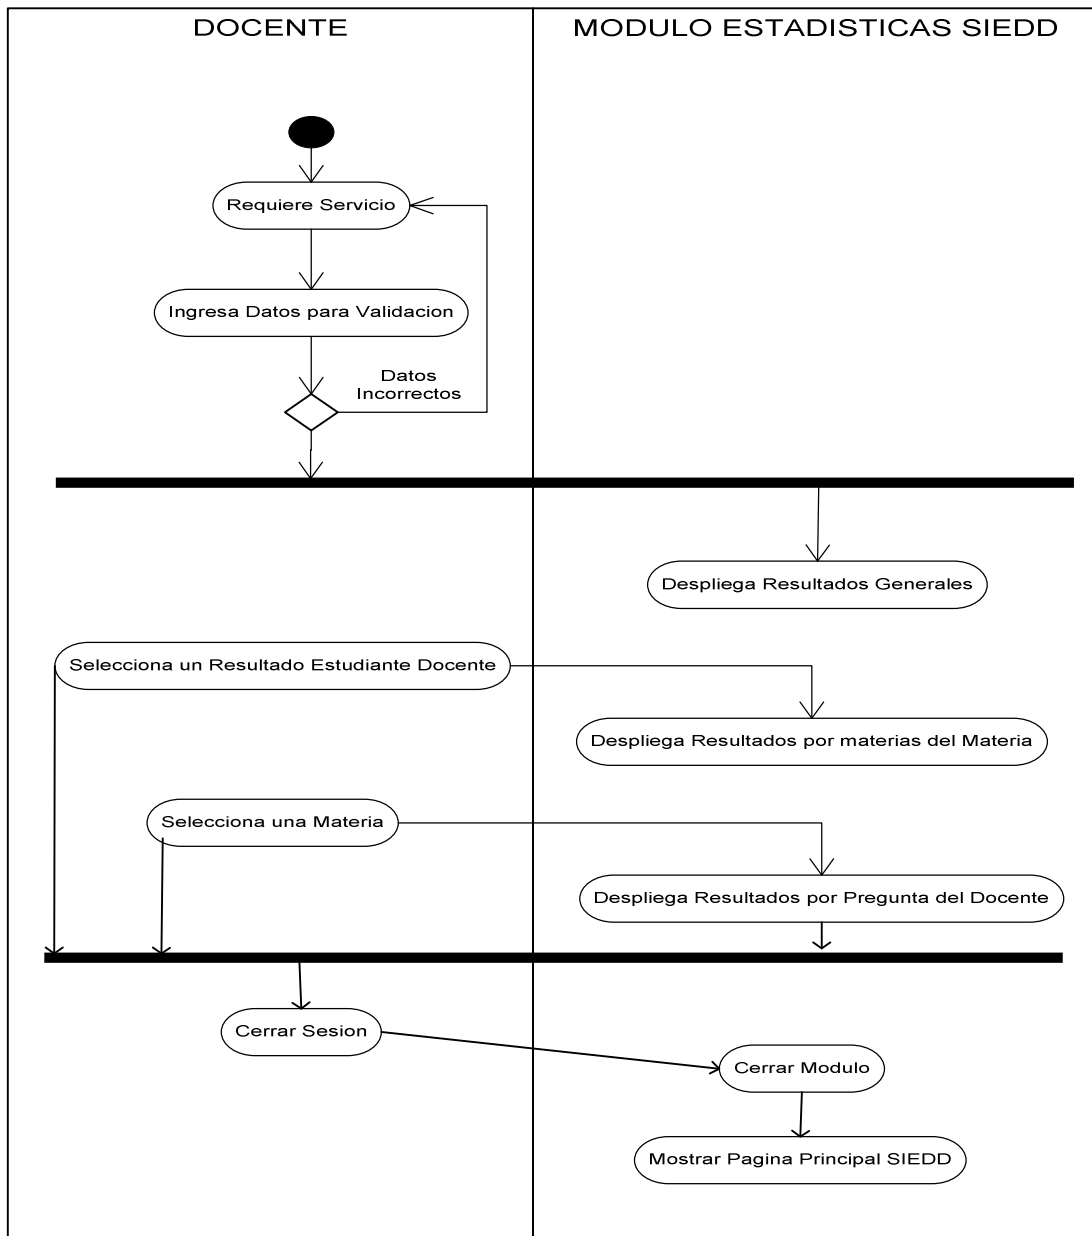 DOCENTE
MODULO ESTADISTICAS SIEDD
Requiere Servicio
Ingresa Datos para Validacion
Datos
Incorrectos
Despliega Resultados Generales
Selecciona un Resultado Estudiante Docente
Despliega Resultados por materias del Materia
Selecciona una Materia
Despliega Resultados por Pregunta del Docente
Cerrar Sesion
Cerrar Modulo
Mostrar Pagina Principal SIEDD